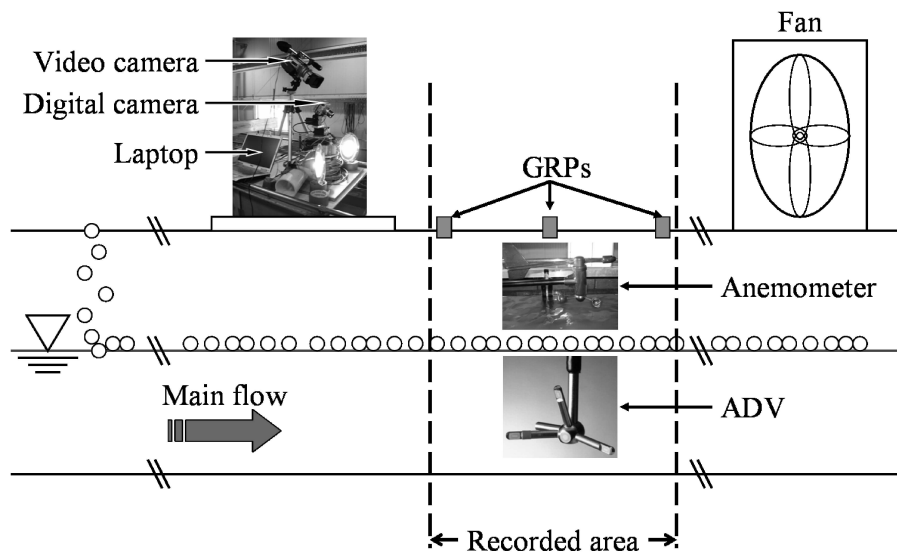 Fan
Video camera
Digital camera
Laptop
GRPs
Anemometer
Main flow
ADV
Recorded area